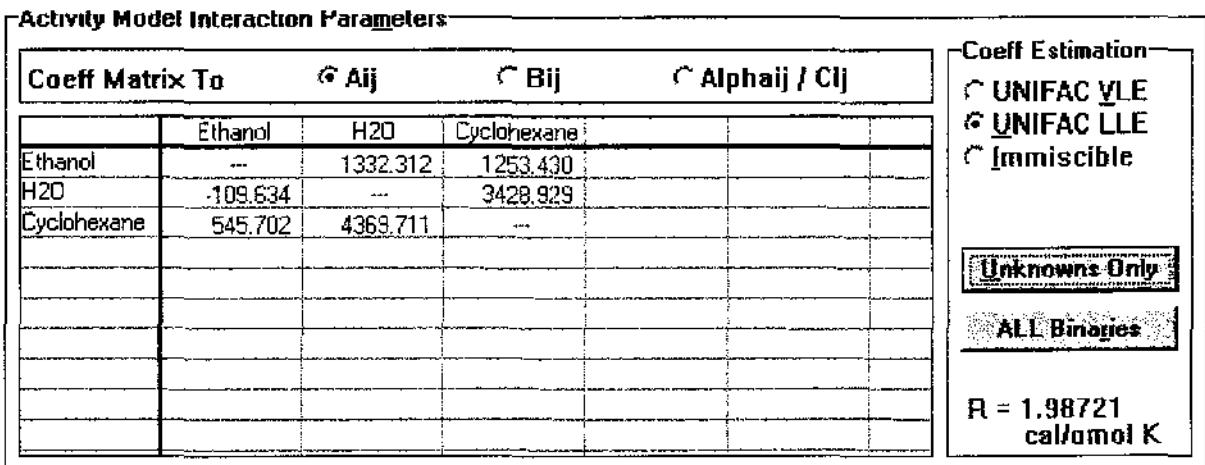 Activity Model Interaction Parameters
Coeff Matrix To Aij Bij Alphaij / Cij
Ethanol H2O Cyclohexane
Ethanol --- 1332.312 1253.430
H2O -109.634 --- 3428.929
Cyclohexane 545.702 4369.711 ---
Coeff Estimation
UNIFAC VLE
UNIFAC LLE
Immiscible
Unknowns Only
ALL Binaries
R = 1.98721
cal/gmol K